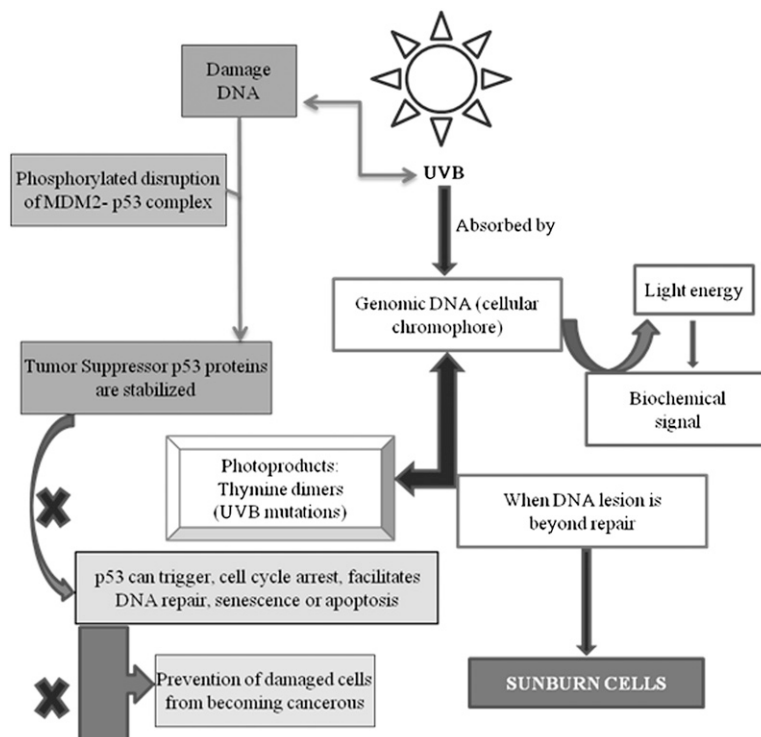 Damage
DNA
UVB
Phosphorylated disruption
of MDM2- p53 complex
Absorbed by
Genomic DNA (cellular
chromophore)
Light energy
Tumor Suppressor p53 proteins
are stabilized
Biochemical
signal
Photoproducts:
Thymine dimers
(UVB mutations)
When DNA lesion is
beyond repair
p53 can trigger, cell cycle arrest, facilitates
DNA repair, senescence or apoptosis
Prevention of damaged cells
from becoming cancerous
SUNBURN CELLS